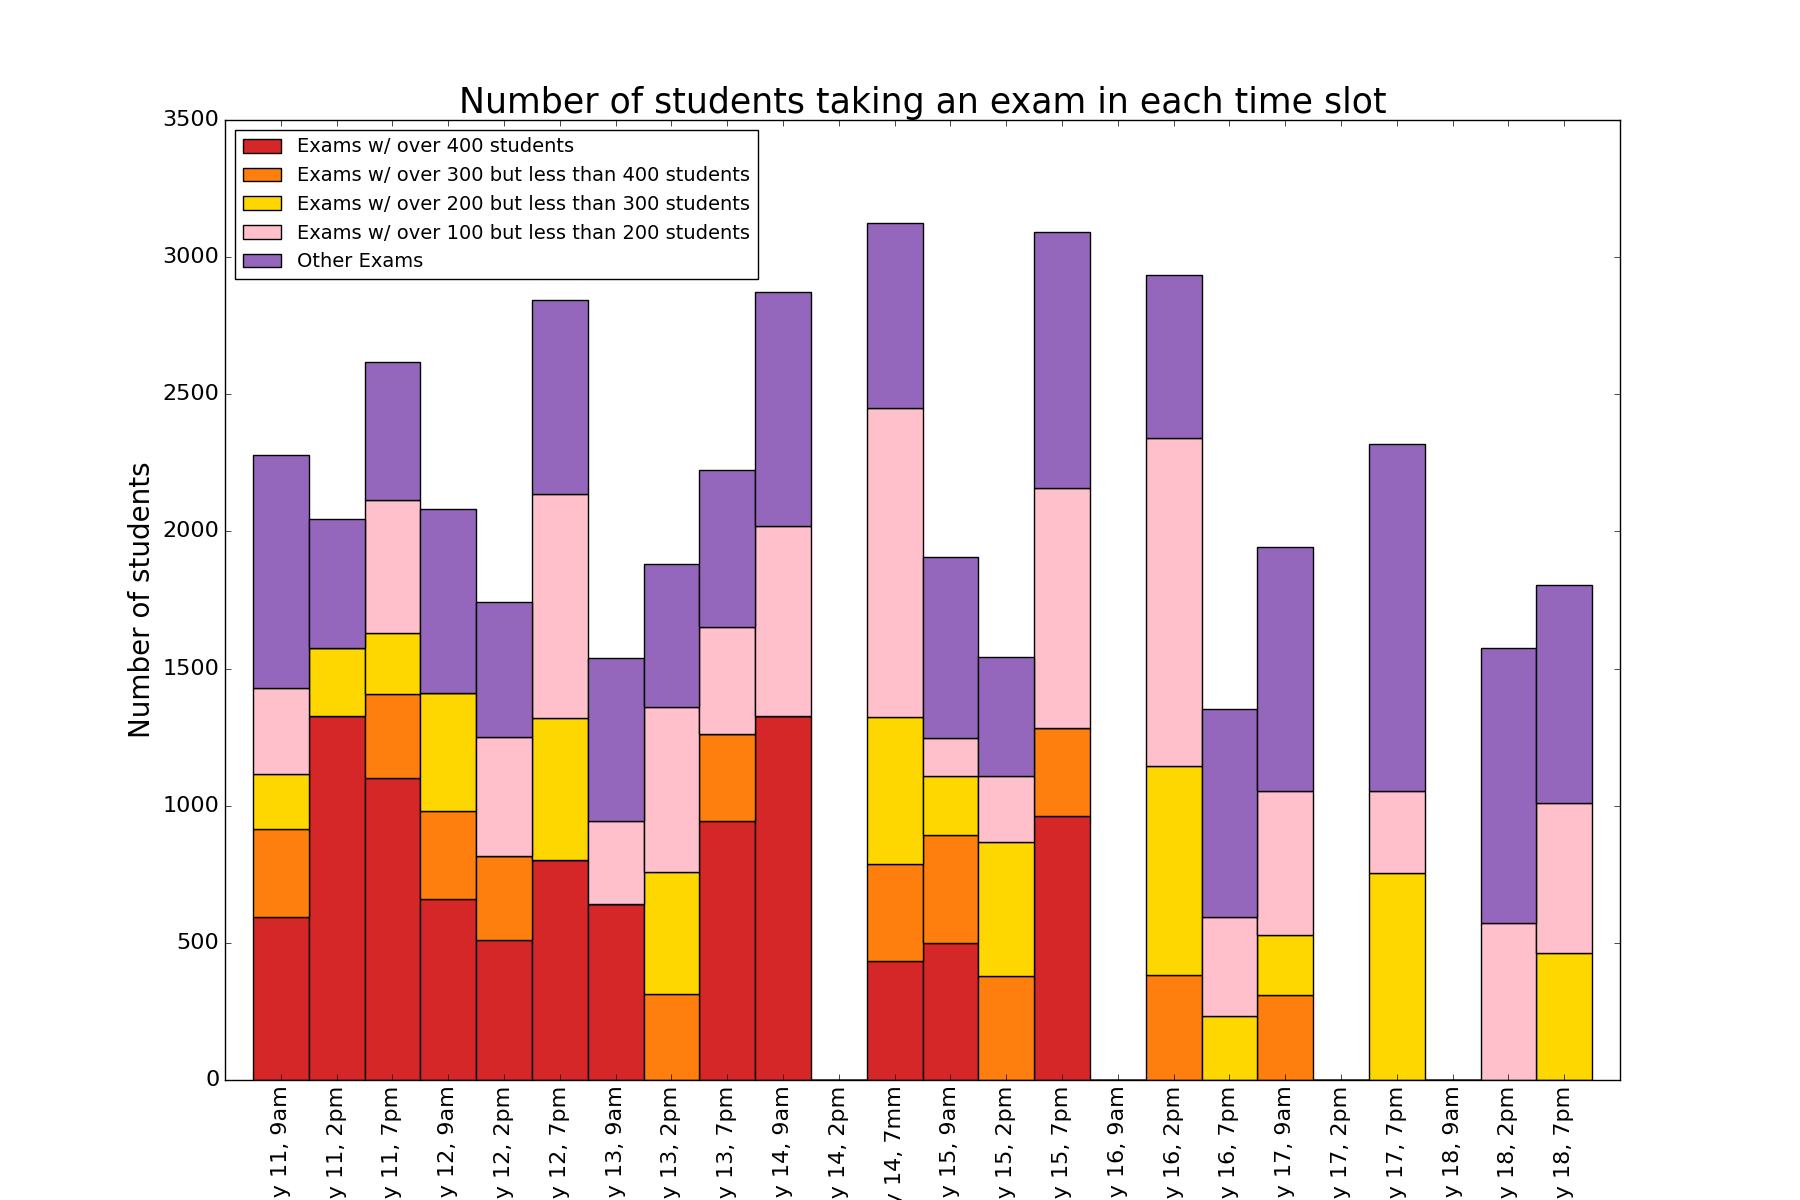 Number of students taking an exam in each time slot
Number of students
3500
3000
2500
2000
1500
1000
500
0
Exams w/ over 400 students
Exams w/ over 300 but less than 400 students
Exams w/ over 200 but less than 300 students
Exams w/ over 100 but less than 200 students
Other Exams
y 11, 9am
y 11, 2pm
y 11, 7pm
y 12, 9am
y 12, 2pm
y 12, 7pm
y 13, 9am
y 13, 2pm
y 13, 7pm
y 14, 9am
y 14, 2pm
y 14, 7mm
y 15, 9am
y 15, 2pm
y 15, 7pm
y 16, 9am
y 16, 2pm
y 16, 7pm
y 17, 9am
y 17, 2pm
y 17, 7pm
y 18, 9am
y 18, 2pm
y 18, 7pm